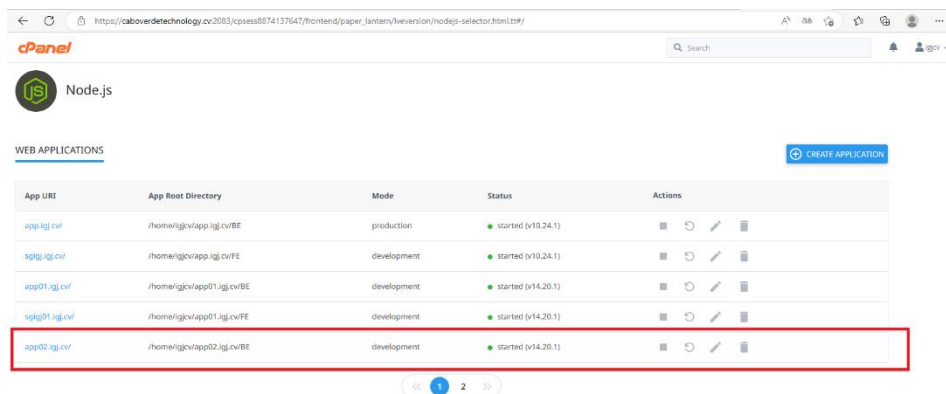 https://caboverdetechnology.cv:2083/cpsess8874137647/frontend/paper_lantern/lveversion/nodejs-selector.html.tt#/
cPanel
Search
igjcv
JS
Node.js
WEB APPLICATIONS
CREATE APPLICATION
App URI App Root Directory Mode Status Actions
app.igj.cv/ /home/igjcv/app.igj.cv/BE production started (v10.24.1)
sgigj.igj.cv/ /home/igjcv/app.igj.cv/FE development started (v10.24.1)
app01.igj.cv/ /home/igjcv/app01.igj.cv/BE development started (v14.20.1)
sgigj01.igj.cv/ /home/igjcv/app01.igj.cv/FE development started (v14.20.1)
app02.igj.cv/ /home/igjcv/app02.igj.cv/BE development started (v14.20.1)
« 1 2 »